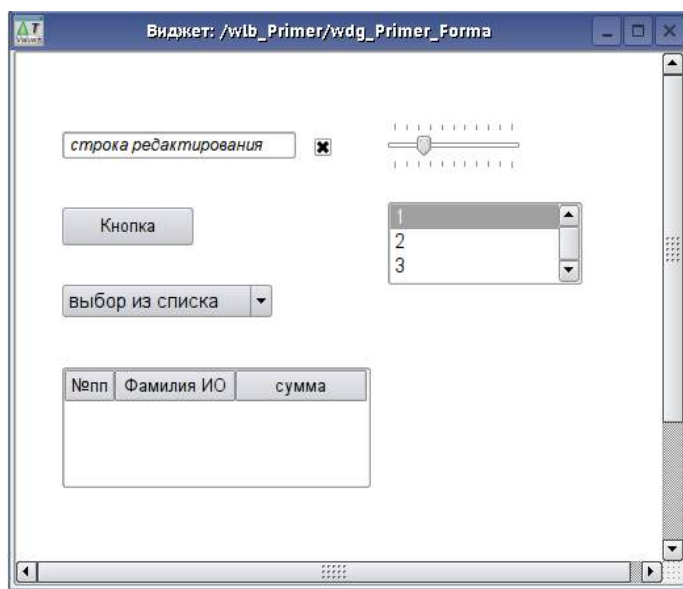 Виджет: /wlb_Primer/wdg_Primer_Forma
строка редактирования
Кнопка
1
2
3
выбор из списка
№пп Фамилия ИО сумма